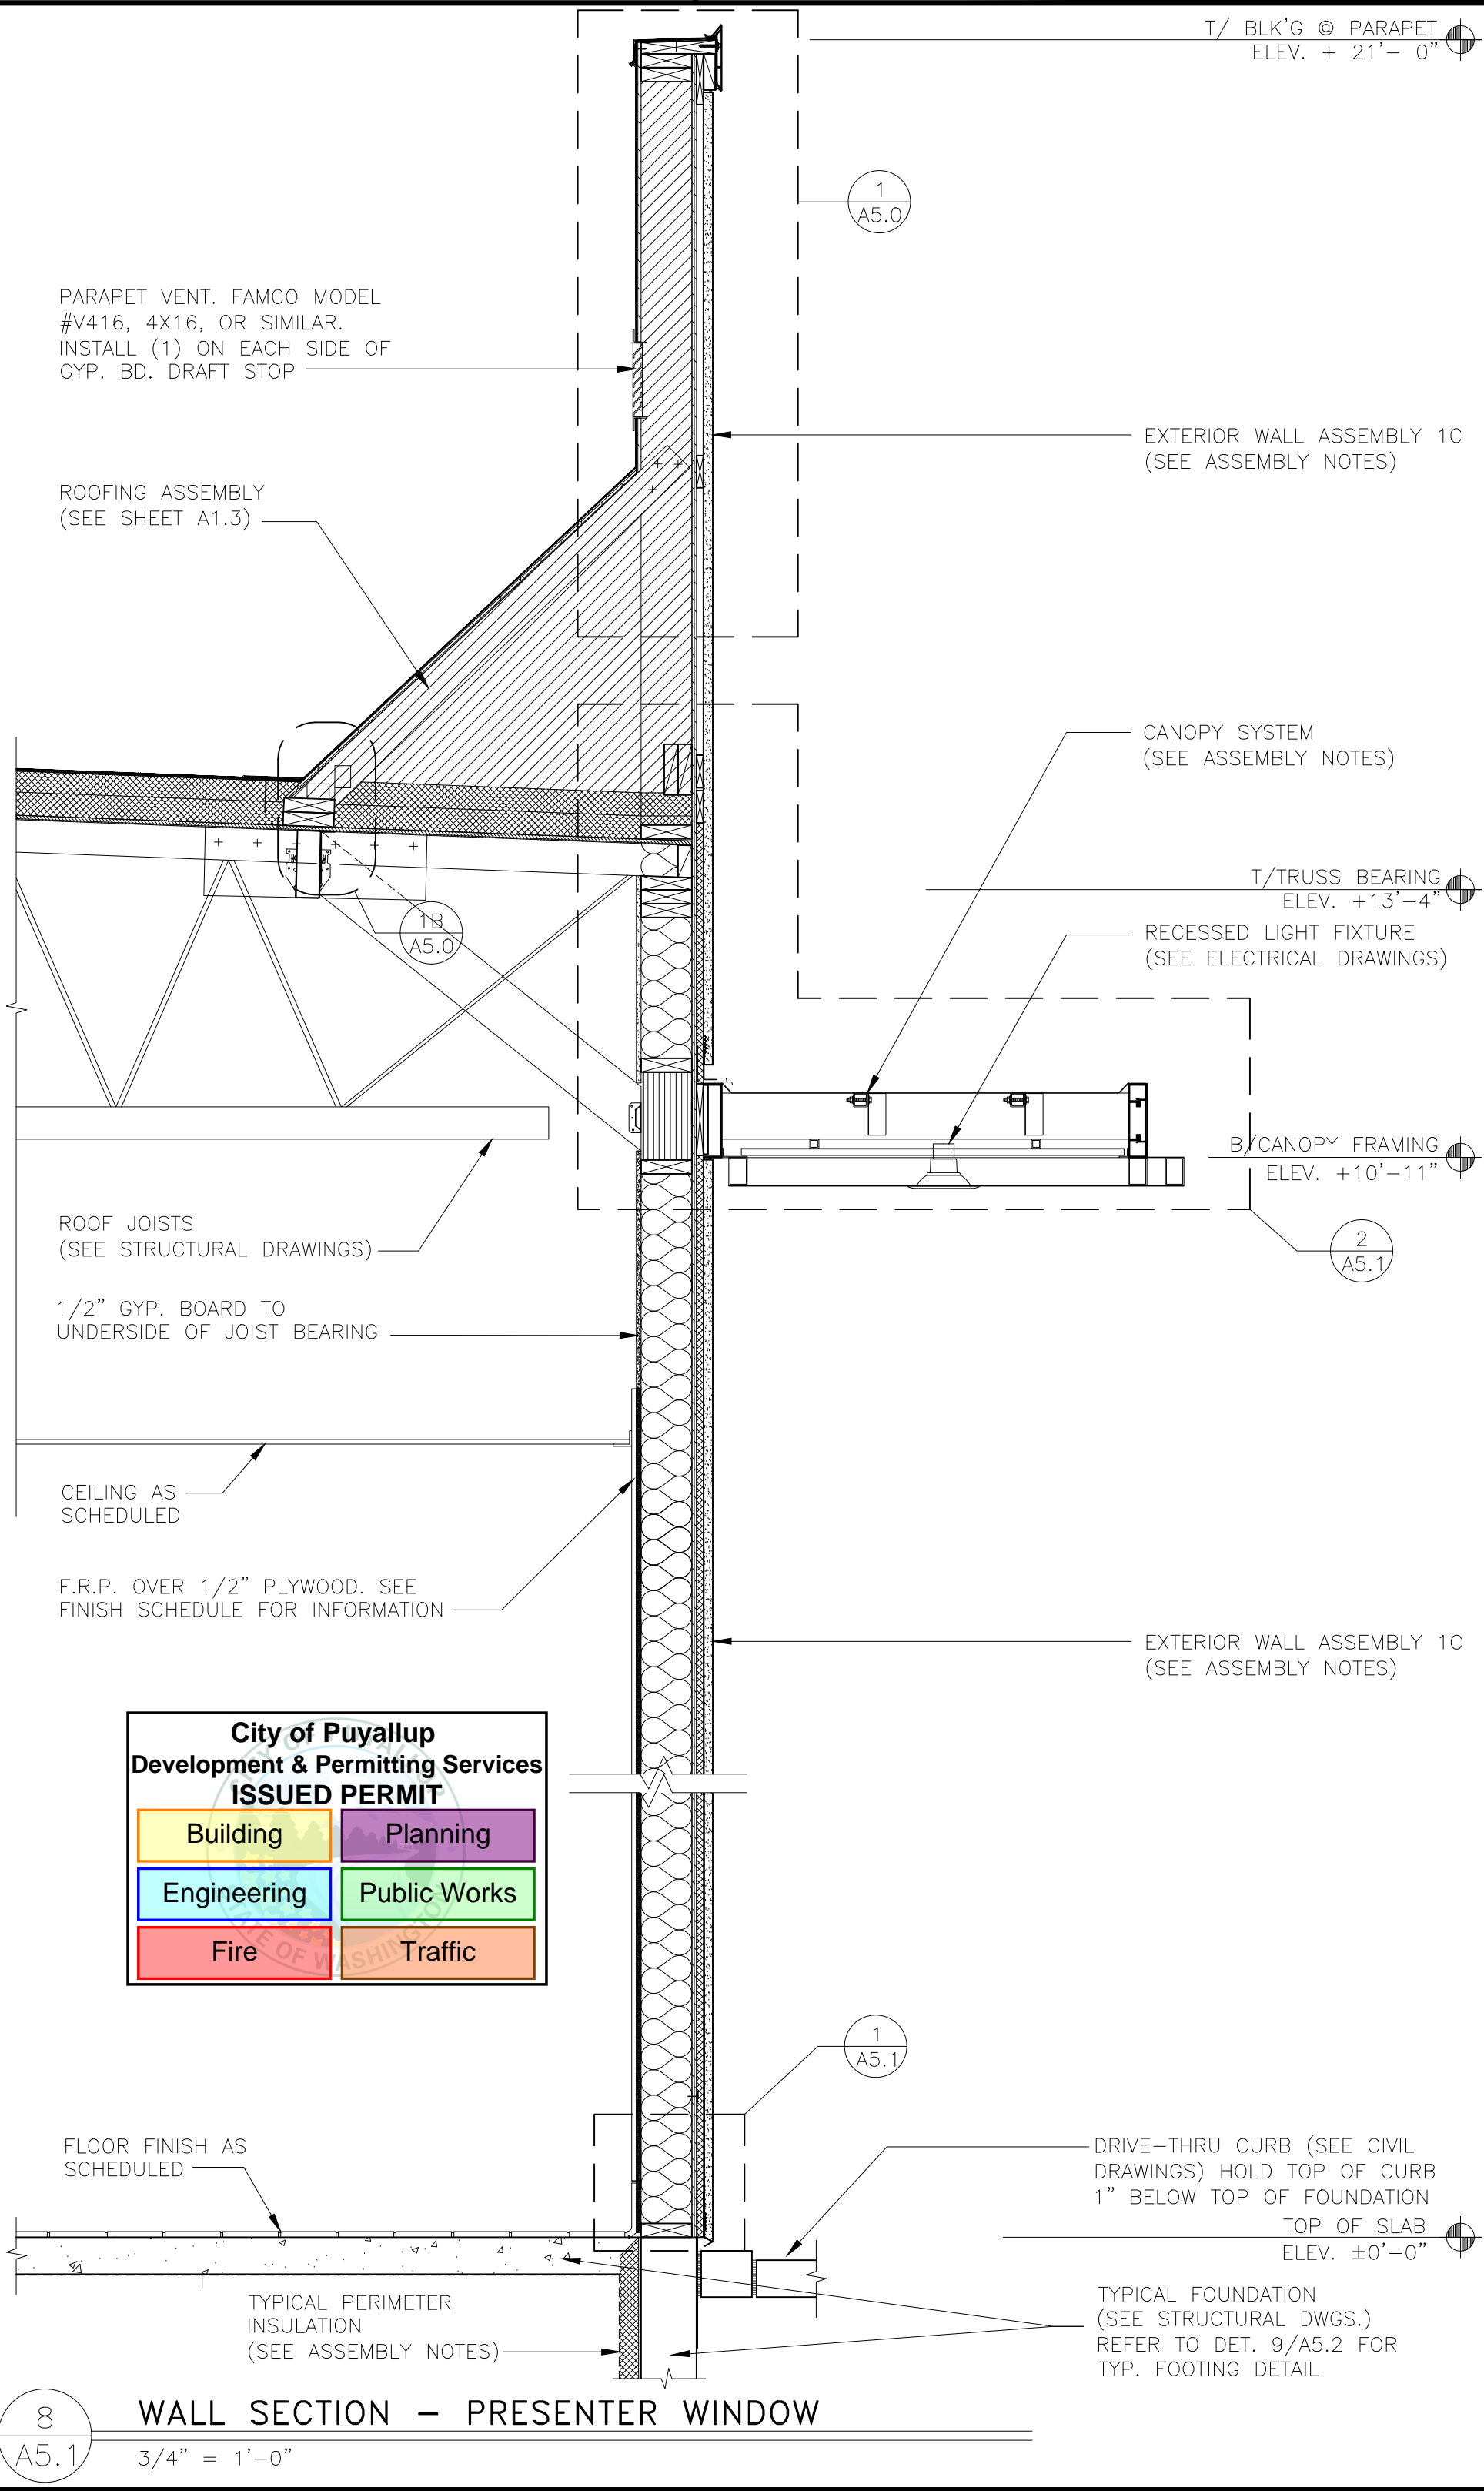 T/ BLK'G @ PARAPET
ELEV. + 21'- 0"
1
A5.0
PARAPET VENT. FAMCO MODEL
#V416, 4X16, OR SIMILAR.
INSTALL (1) ON EACH SIDE OF
GYP. BD. DRAFT STOP
EXTERIOR WALL ASSEMBLY 1C
(SEE ASSEMBLY NOTES)
ROOFING ASSEMBLY
(SEE SHEET A1.3)
CANOPY SYSTEM
(SEE ASSEMBLY NOTES)
T/TRUSS BEARING
ELEV. +13'-4"
1B
A5.0
RECESSED LIGHT FIXTURE
(SEE ELECTRICAL DRAWINGS)
B/CANOPY FRAMING
ELEV. +10'-11"
ROOF JOISTS
(SEE STRUCTURAL DRAWINGS)
2
A5.1
1/2" GYP. BOARD TO
UNDERSIDE OF JOIST BEARING
CEILING AS
SCHEDULED
F.R.P. OVER 1/2" PLYWOOD. SEE
FINISH SCHEDULE FOR INFORMATION
EXTERIOR WALL ASSEMBLY 1C
(SEE ASSEMBLY NOTES)
City of Puyallup
Development & Permitting Services
ISSUED PERMIT
Building
Planning
Engineering
Public Works
Fire
Traffic
CITY OF PUYALLUP
STATE OF WASHINGTON
1
A5.1
FLOOR FINISH AS
SCHEDULED
DRIVE-THRU CURB (SEE CIVIL
DRAWINGS) HOLD TOP OF CURB
1" BELOW TOP OF FOUNDATION
TOP OF SLAB
ELEV. ±0'-0"
TYPICAL PERIMETER
INSULATION
(SEE ASSEMBLY NOTES)
TYPICAL FOUNDATION
(SEE STRUCTURAL DWGS.)
REFER TO DET. 9/A5.2 FOR
TYP. FOOTING DETAIL
8
A5.1
WALL SECTION - PRESENTER WINDOW
3/4" = 1'-0"